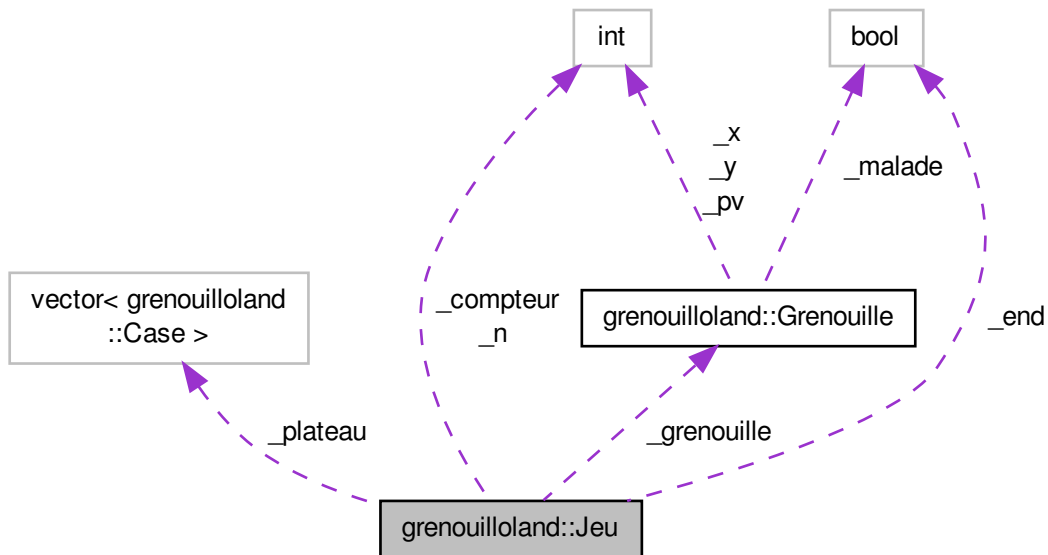 int
bool
_x
_y
_pv
_malade
vector< grenouilloland
::Case >
_compteur
_n
grenouilloland::Grenouille
_end
_plateau
_grenouille
grenouilloland::Jeu